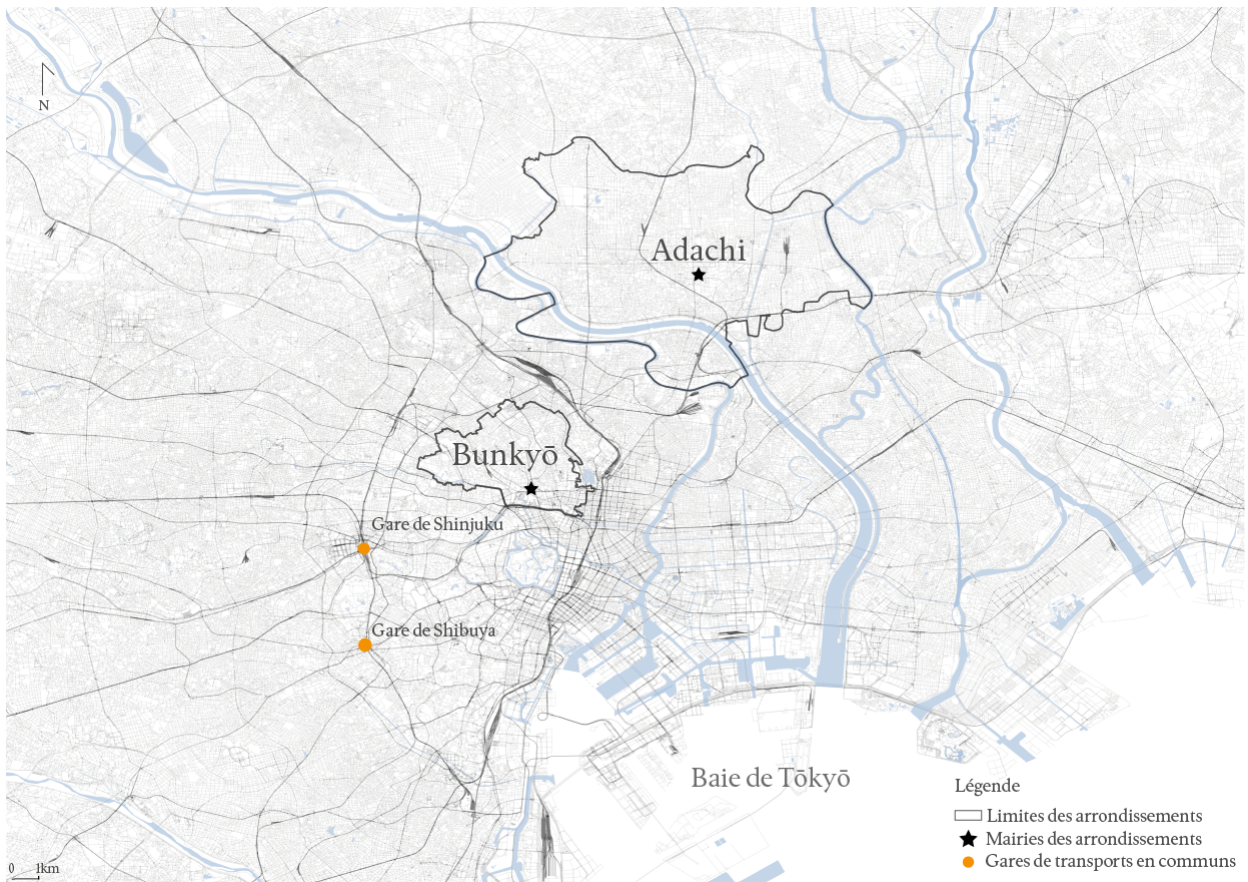 N
Adachi
Bunkyō
Gare de Shinjuku
Gare de Shibuya
Baie de Tōkyō
Légende
Limites des arrondissements
Mairies des arrondissements
Gares de transports en communs
0 1km